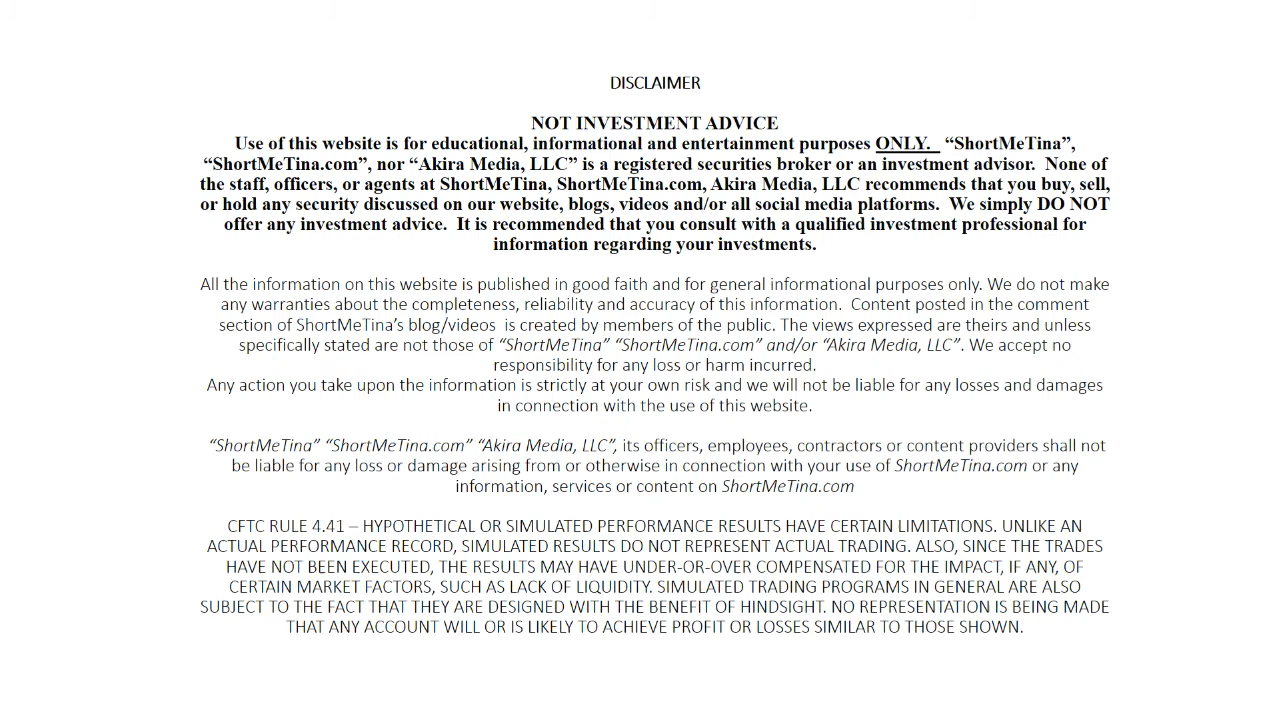 DISCLAIMER
NOT INVESTMENT ADVICE
Use of this website is for educational, informational and entertainment purposes ONLY. “ShortMeTina”,
“ShortMeTina.com”, nor “Akira Media, LLC” is a registered securities broker or an investment advisor. None of
the staff, officers, or agents at ShortMeTina, ShortMeTina.com, Akira Media, LLC recommends that you buy, sell,
or hold any security discussed on our website, blogs, videos and/or all social media platforms. We simply DO NOT
offer any investment advice. It is recommended that you consult with a qualified investment professional for
information regarding your investments.
All the information on this website is published in good faith and for general informational purposes only. We do not make
any warranties about the completeness, reliability and accuracy of this information. Content posted in the comment
section of ShortMeTina’s blog/videos is created by members of the public. The views expressed are theirs and unless
specifically stated are not those of “ShortMeTina” “ShortMeTina.com” and/or “Akira Media, LLC”. We accept no
responsibility for any loss or harm incurred.
Any action you take upon the information is strictly at your own risk and we will not be liable for any losses and damages
in connection with the use of this website.
“ShortMeTina” “ShortMeTina.com” “Akira Media, LLC”, its officers, employees, contractors or content providers shall not
be liable for any loss or damage arising from or otherwise in connection with your use of ShortMeTina.com or any
information, services or content on ShortMeTina.com
CFTC RULE 4.41 – HYPOTHETICAL OR SIMULATED PERFORMANCE RESULTS HAVE CERTAIN LIMITATIONS. UNLIKE AN
ACTUAL PERFORMANCE RECORD, SIMULATED RESULTS DO NOT REPRESENT ACTUAL TRADING. ALSO, SINCE THE TRADES
HAVE NOT BEEN EXECUTED, THE RESULTS MAY HAVE UNDER-OR-OVER COMPENSATED FOR THE IMPACT, IF ANY, OF
CERTAIN MARKET FACTORS, SUCH AS LACK OF LIQUIDITY. SIMULATED TRADING PROGRAMS IN GENERAL ARE ALSO
SUBJECT TO THE FACT THAT THEY ARE DESIGNED WITH THE BENEFIT OF HINDSIGHT. NO REPRESENTATION IS BEING MADE
THAT ANY ACCOUNT WILL OR IS LIKELY TO ACHIEVE PROFIT OR LOSSES SIMILAR TO THOSE SHOWN.